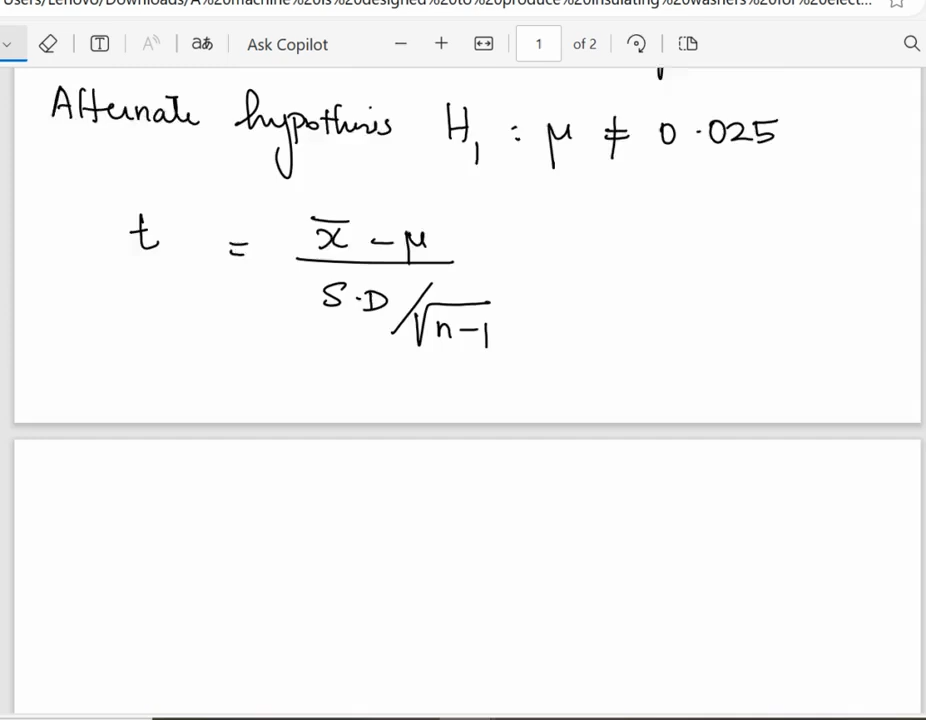 Users/Lenovo/Downloads/A%20machine%20is%20designed%20to%20produce%20insulating%20washers%20for%20elect...
Ask Copilot
1 of 2
Alternate hypothesis H₁ : μ ≠ 0.025
t = x̄ - μ
S.D/√n-1